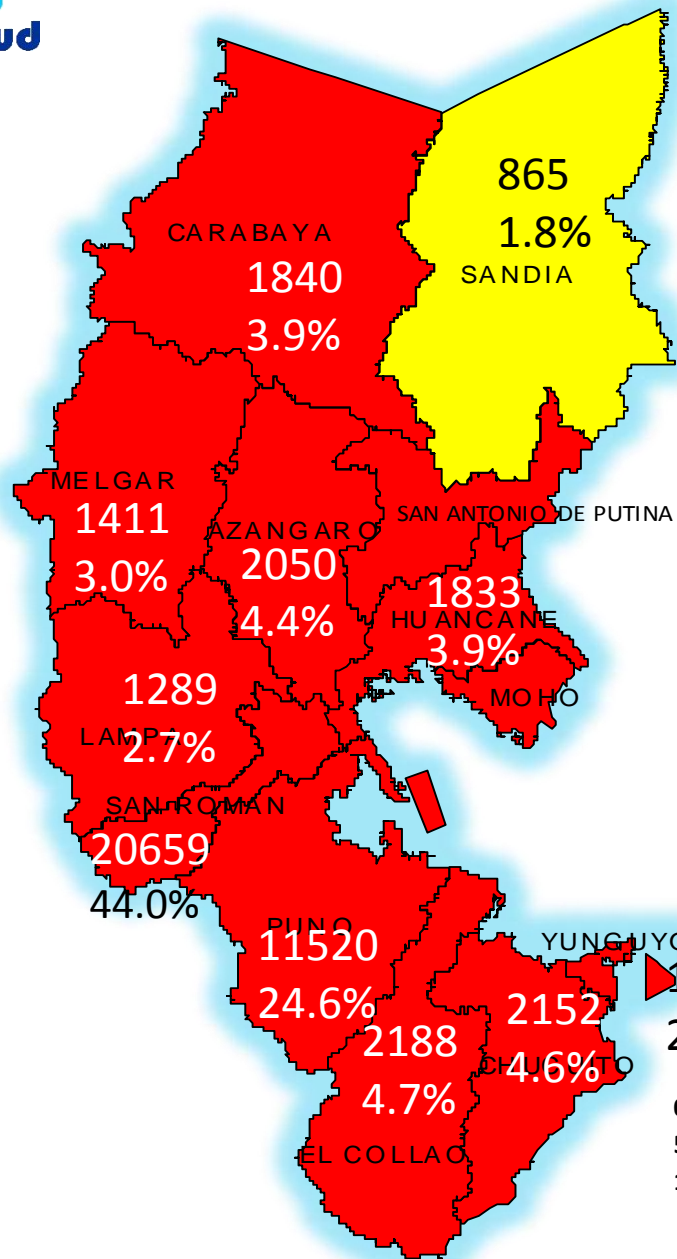 ud
865
1.8%
SANDIA
CARABAYA
1840
3.9%
MELGAR
1411
3.0%
AZANGARO
2050
4.4%
SAN ANTONIO DE PUTINA
1833
HUANCANE
3.9%
MOHO
1289
LAMPA
2.7%
SAN ROMAN
20659
44.0%
PUNO
11520
24.6%
YUNGUYO
2152
CHUCUITO
4.6%
2188
4.7%
EL COLLAO